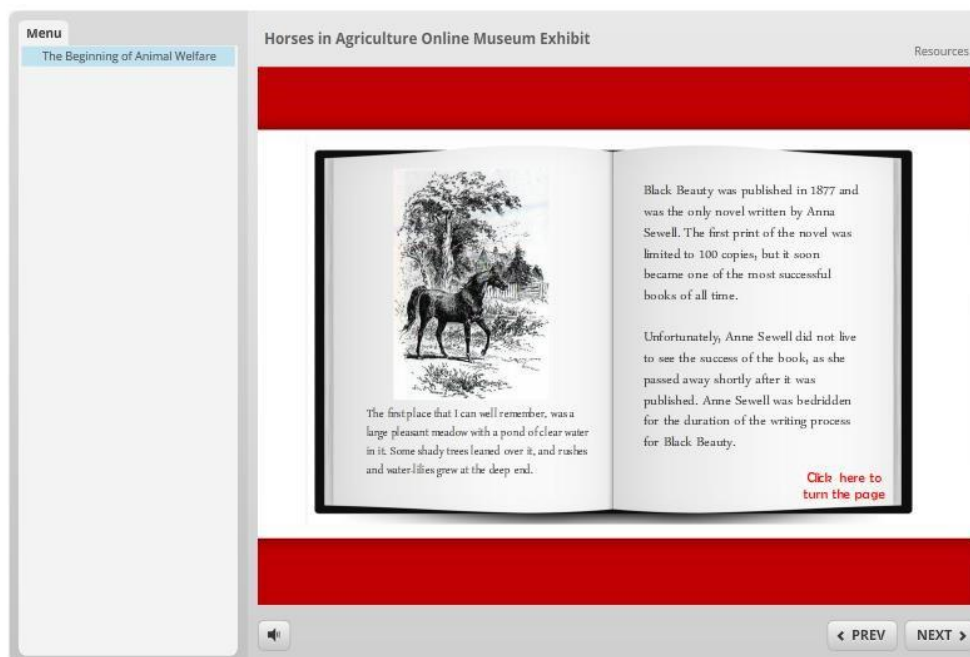 Menu
The Beginning of Animal Welfare
Horses in Agriculture Online Museum Exhibit
Resources
The first place that I can well remember, was a
large pleasant meadow with a pond of clear water
in it. Some shady trees leaned over it, and rushes
and water-lilies grew at the deep end.
Black Beauty was published in 1877 and
was the only novel written by Anna
Sewell. The first print of the novel was
limited to 100 copies, but it soon
became one of the most successful
books of all time.
Unfortunately, Anne Sewell did not live
to see the success of the book, as she
passed away shortly after it was
published. Anne Sewell was bedridden
for the duration of the writing process
for Black Beauty.
Click here to
turn the page
PREV
NEXT